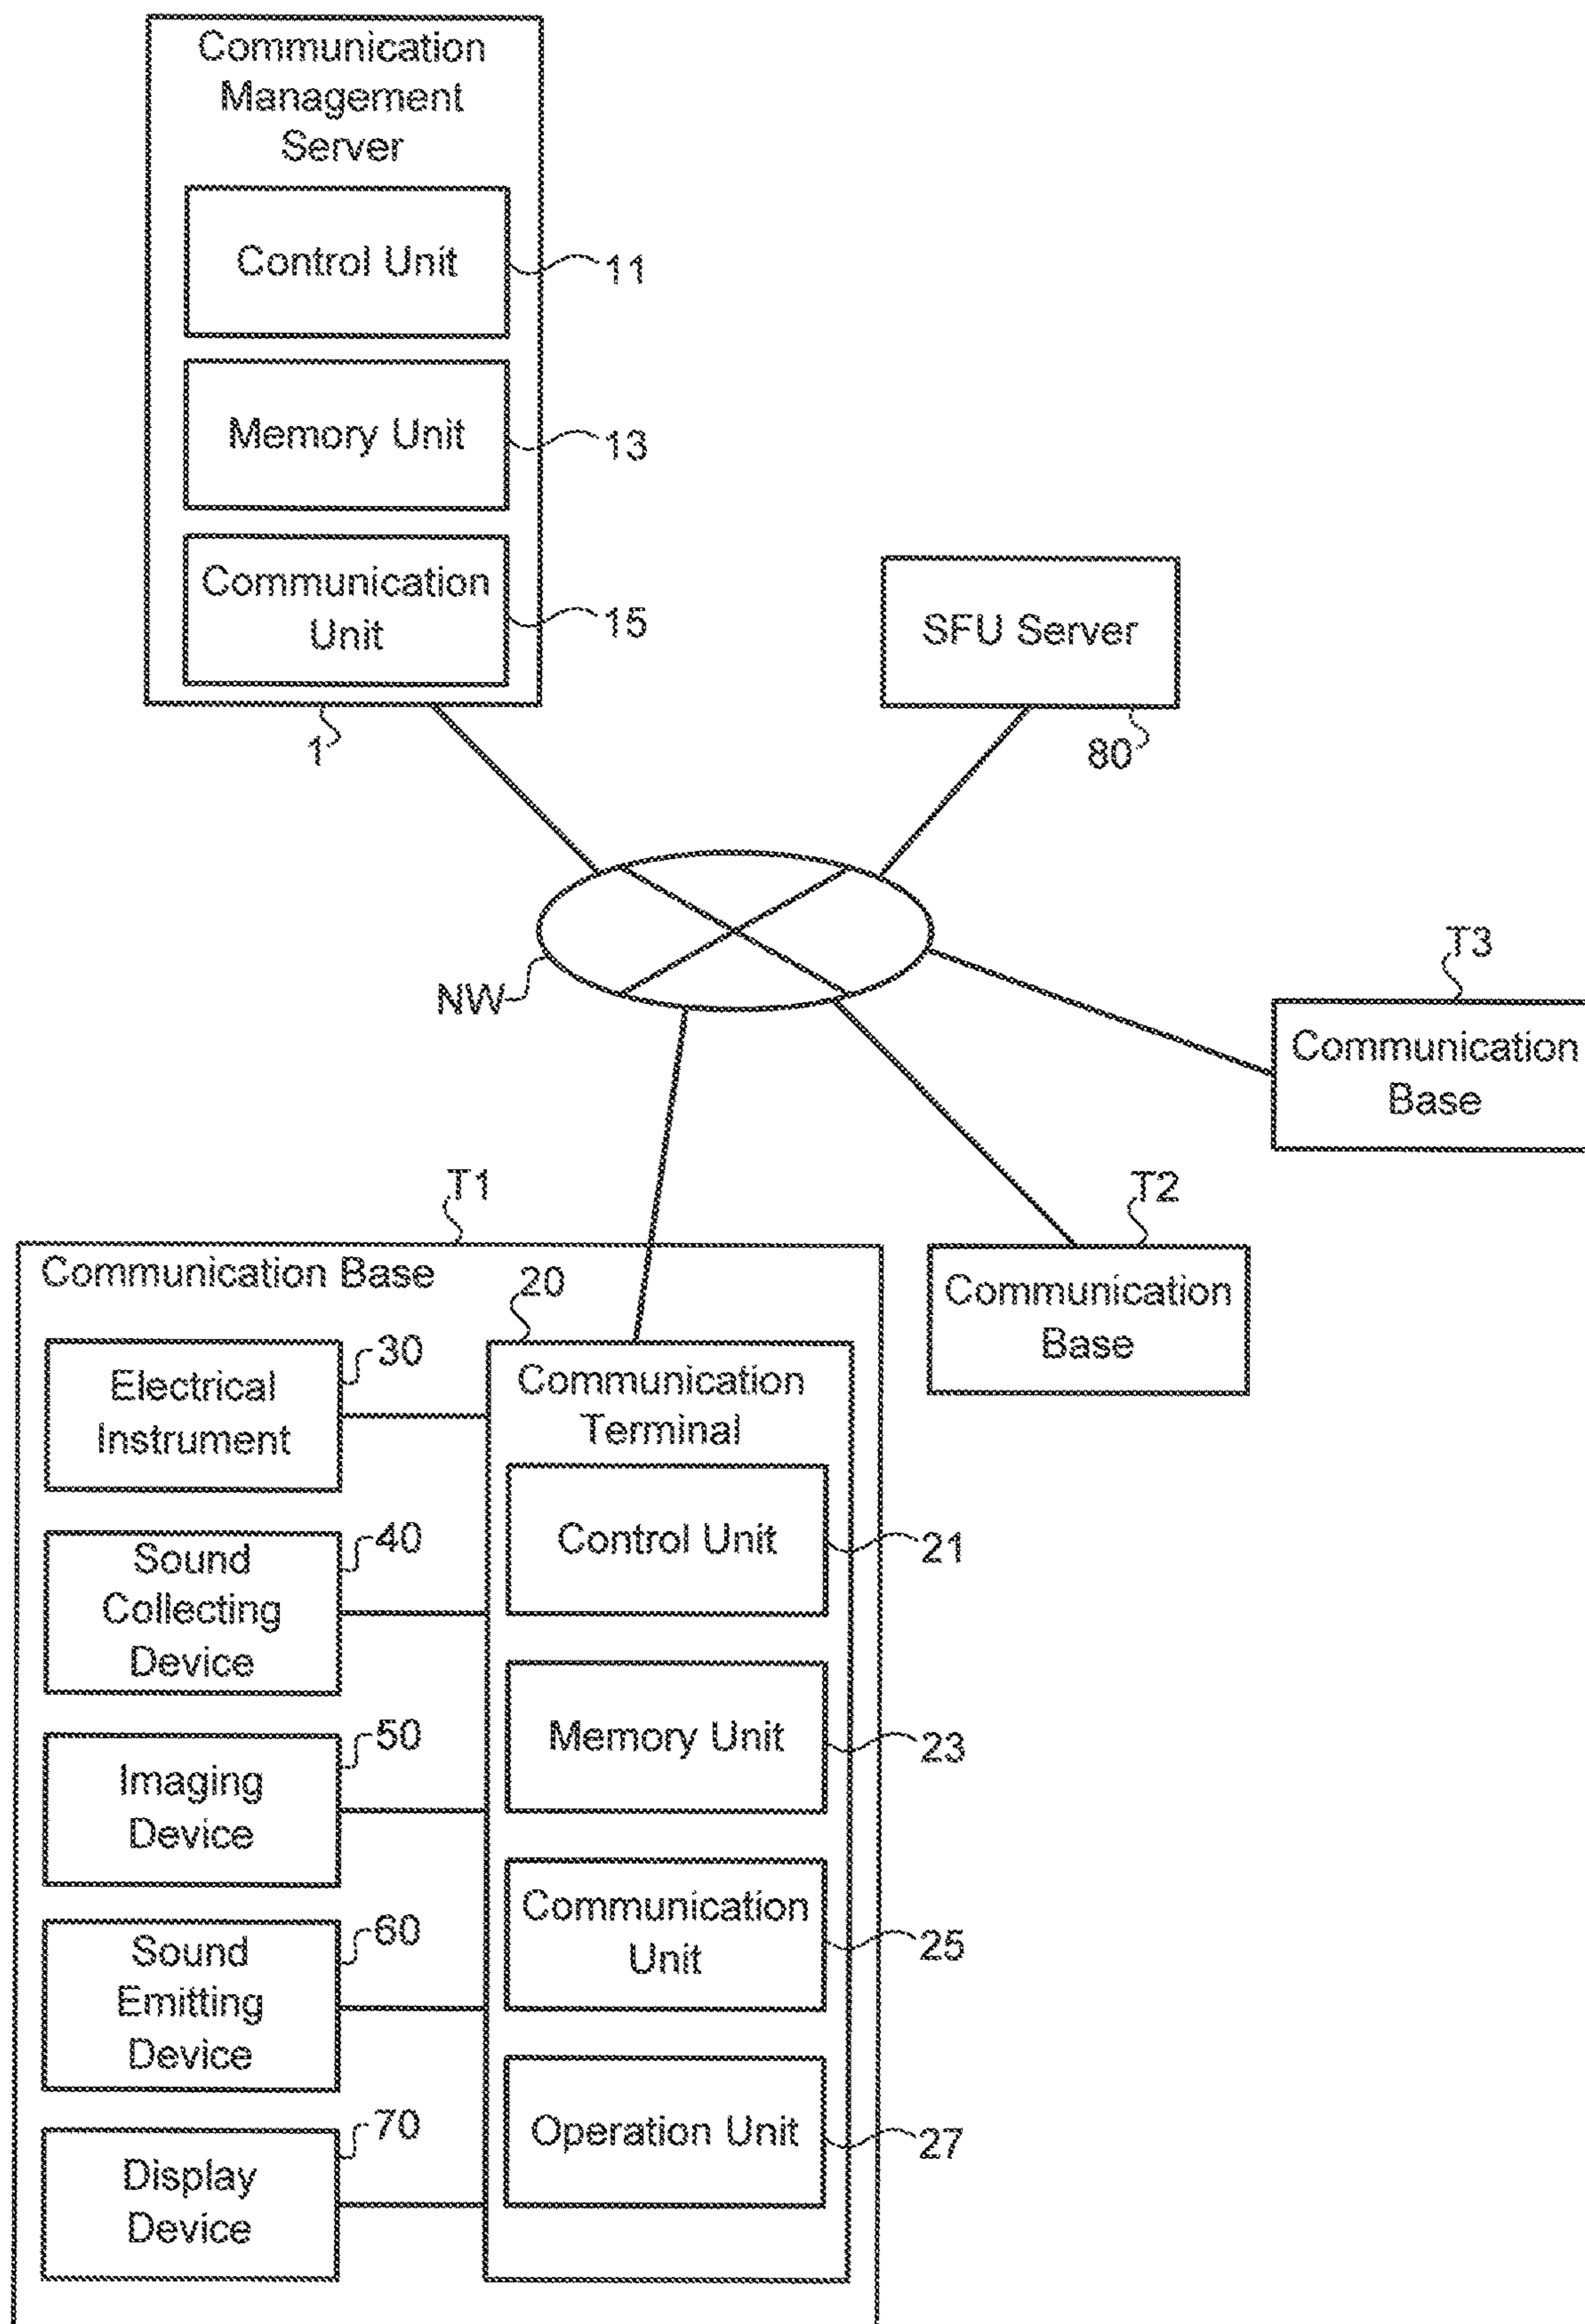 Communication
Management
Server
Control Unit
11
Memory Unit
13
Communication
Unit
15
1
SFU Server
80
NW
T3
Communication
Base
T2
Communication
Base
T1
Communication Base
20
Communication
Terminal
30
Electrical
Instrument
40
Sound
Collecting
Device
50
Imaging
Device
60
Sound
Emitting
Device
70
Display
Device
Control Unit
21
Memory Unit
23
Communication
Unit
25
Operation Unit
27